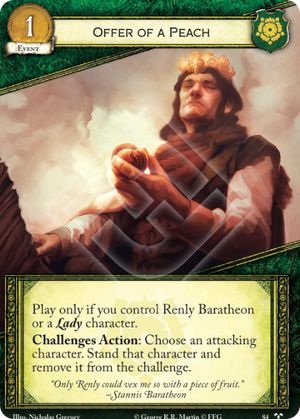 1
OFFER OF A PEACH
EVENT
Play only if you control Renly Baratheon
or a Lady character.
Challenges Action: Choose an attacking
character. Stand that character and
remove it from the challenge.
"Only Renly could vex me so with a piece of fruit."
–Stannis Baratheon
Illus. Nicholas Gregory
© George R.R. Martin © FFG
84